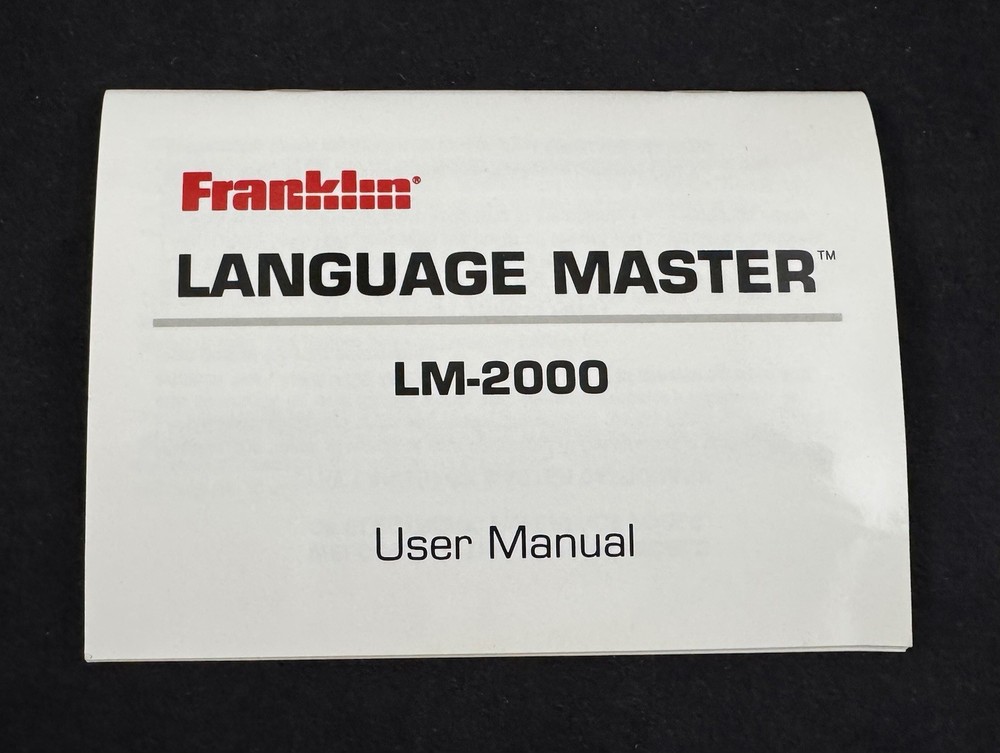 Franklin®
LANGUAGE MASTER™
LM-2000
User Manual